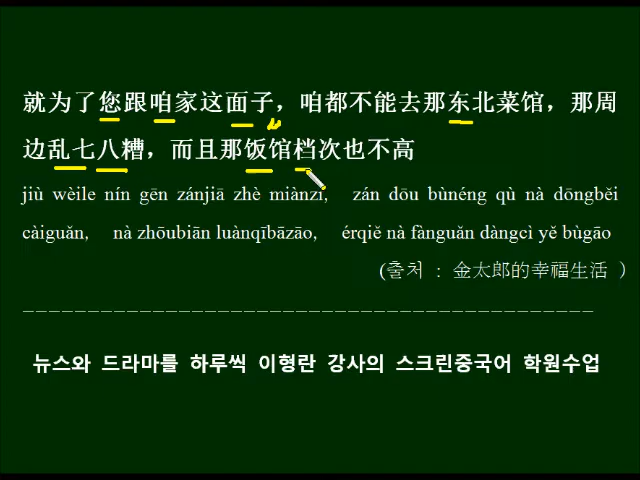 就为了您跟咱家这面子，咱都不能去那东北菜馆，那周
边乱七八糟，而且那饭馆档次也不高
jiù wèile nín gēn zánjiā zhè miànzi, zán dōu bùnéng qù nà dōngběi
càiguǎn, nà zhōubiān luànqībāzāo, érqiě nà fànguǎn dàngcì yě bùgāo
(출처 : 金太郎的幸福生活 )
뉴스와 드라마를 하루씩 이형란 강사의 스크린중국어 학원수업